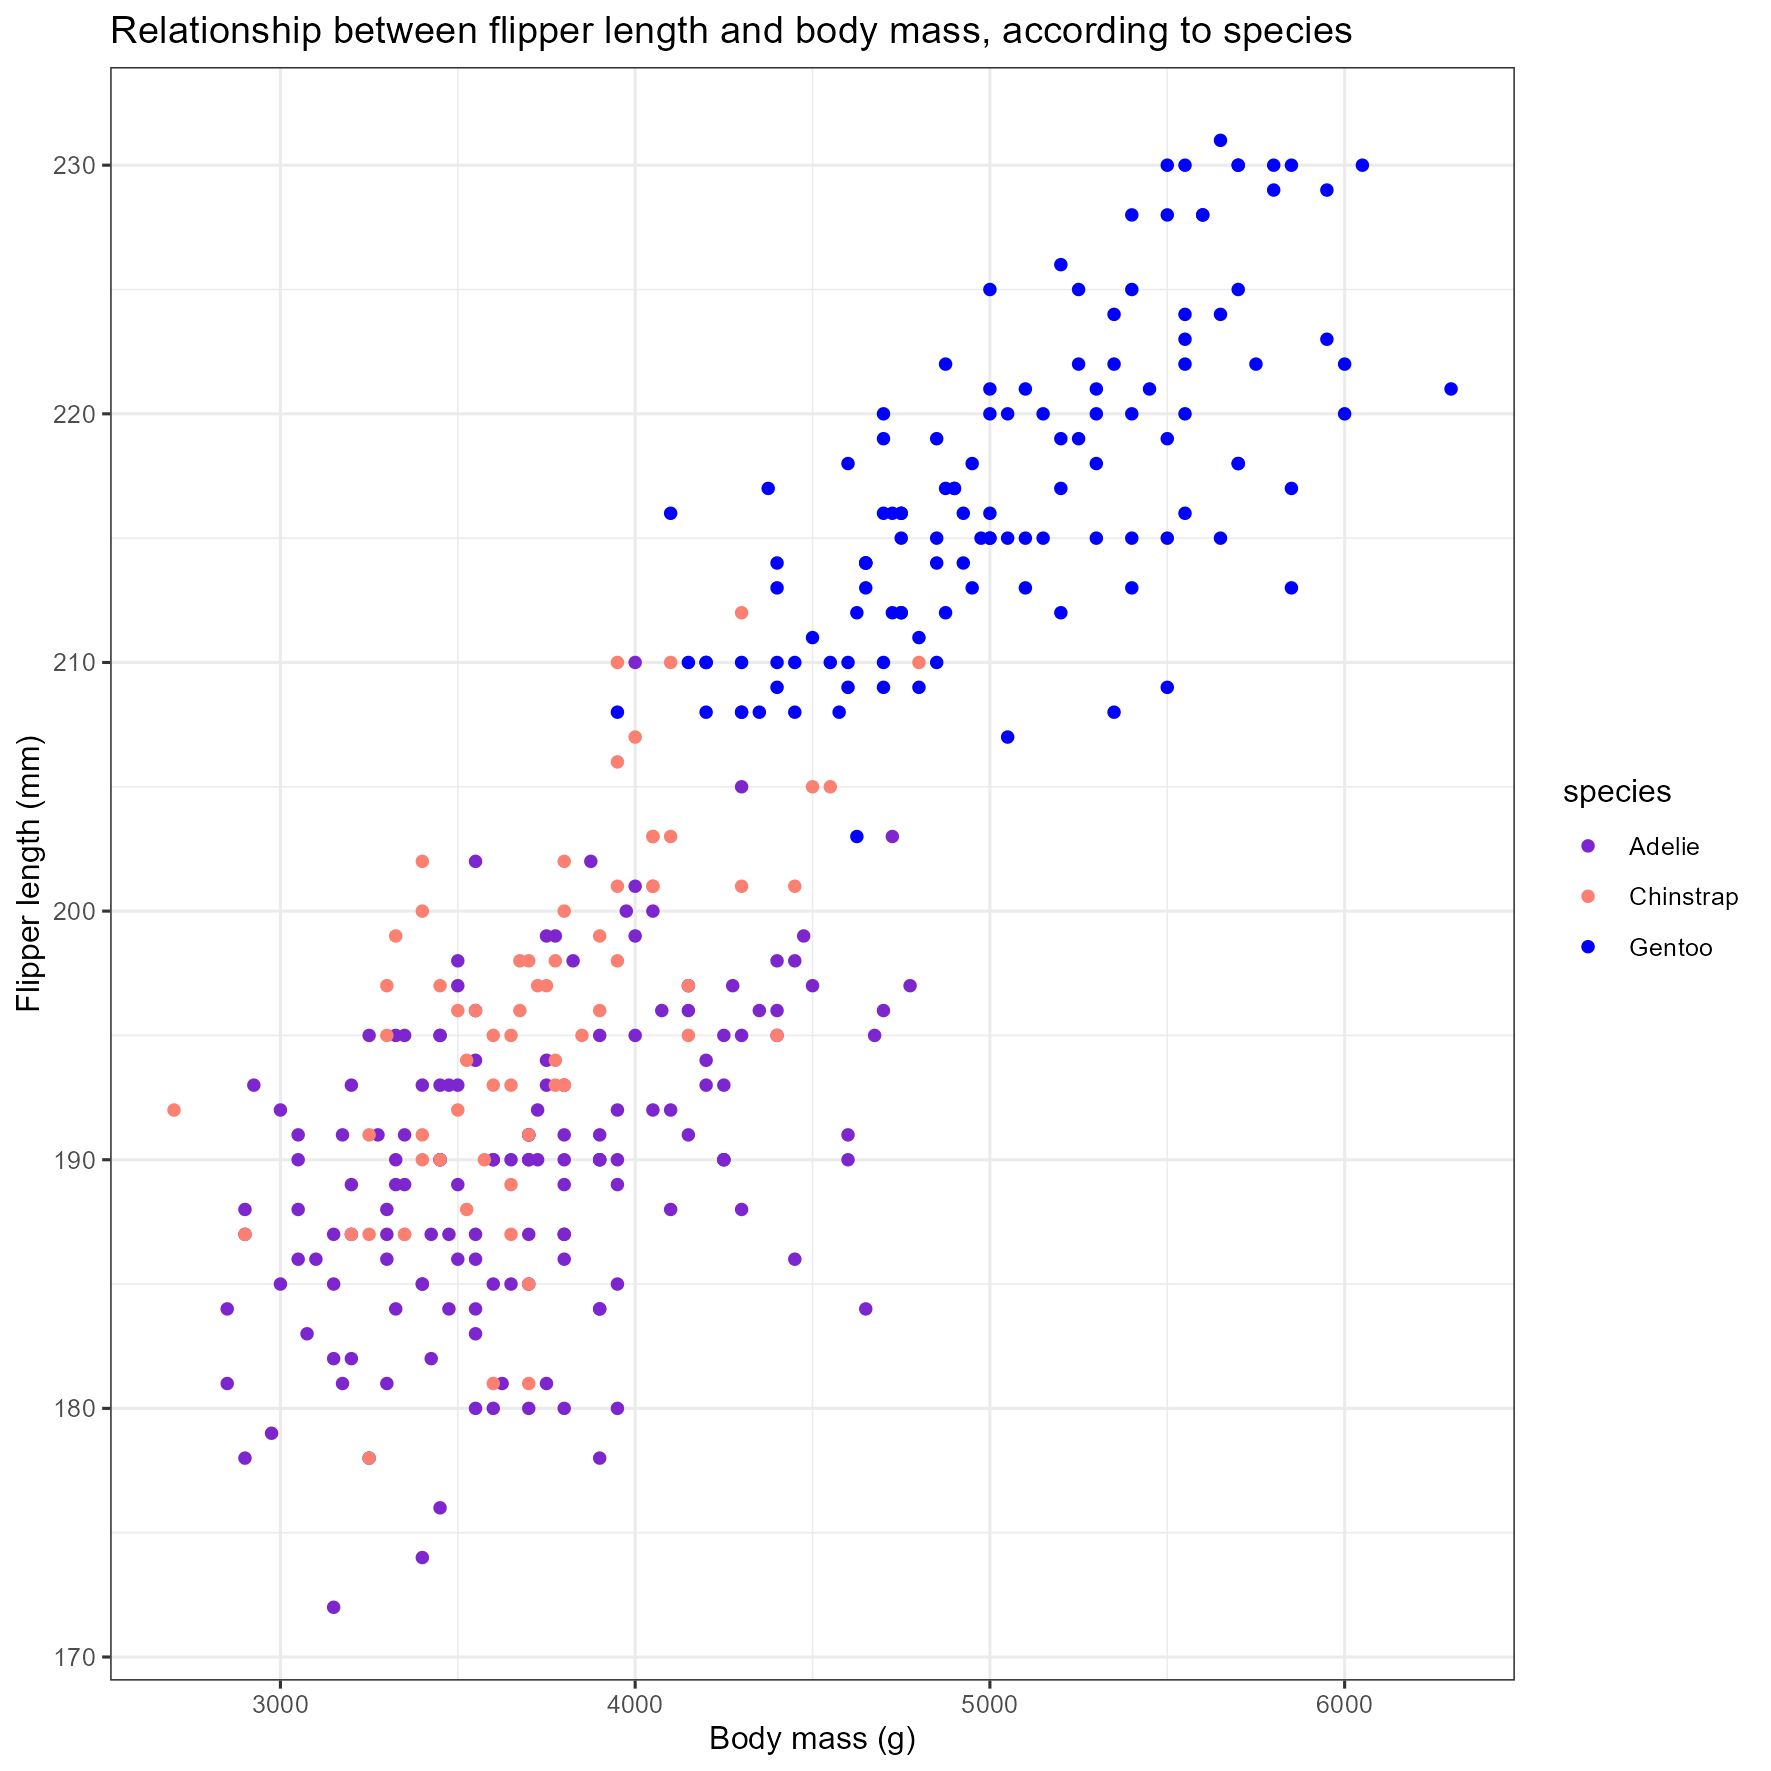 Relationship between flipper length and body mass, according to species
Flipper length (mm)
230
220
210
200
190
180
170
3000
4000
5000
6000
Body mass (g)
species
Adelie
Chinstrap
Gentoo